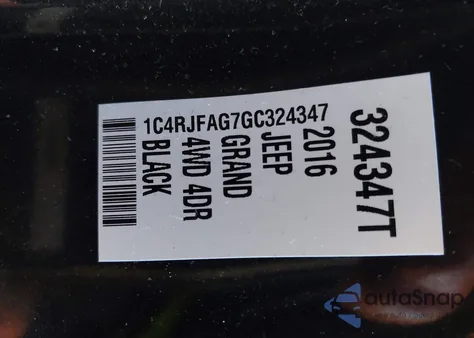 324347T
2016
JEEP
GRAND
4WD 4DR
BLACK
1C4RJFAG7GC324347
autoSnap